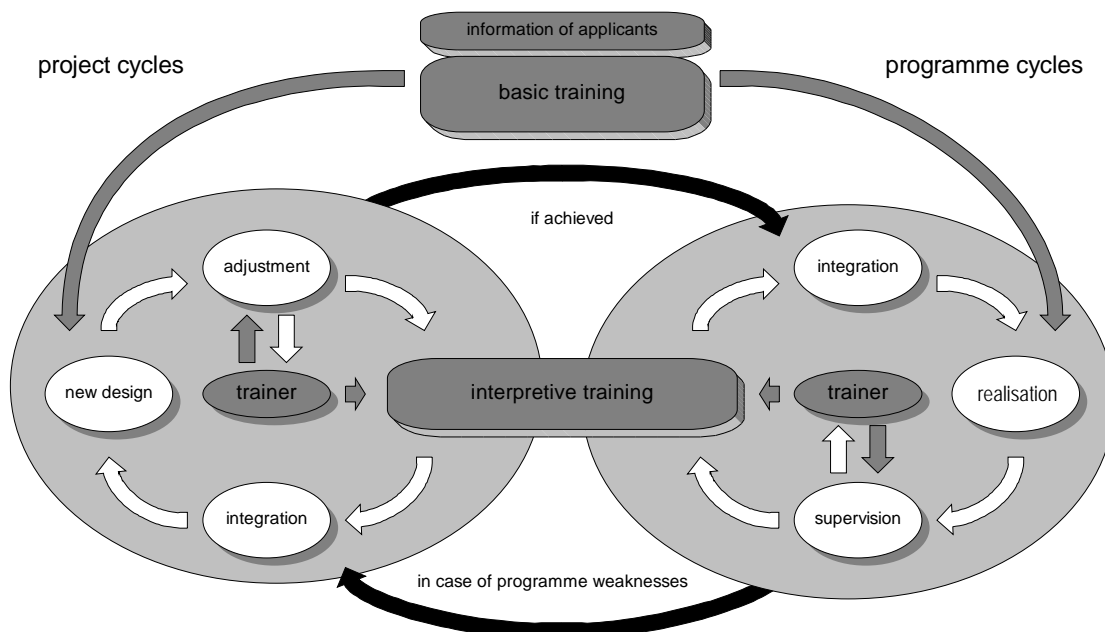 information of applicants
project cycles
programme cycles
basic training
if achieved
adjustment
integration
new design
trainer
interpretive training
trainer
realisation
integration
supervision
in case of programme weaknesses